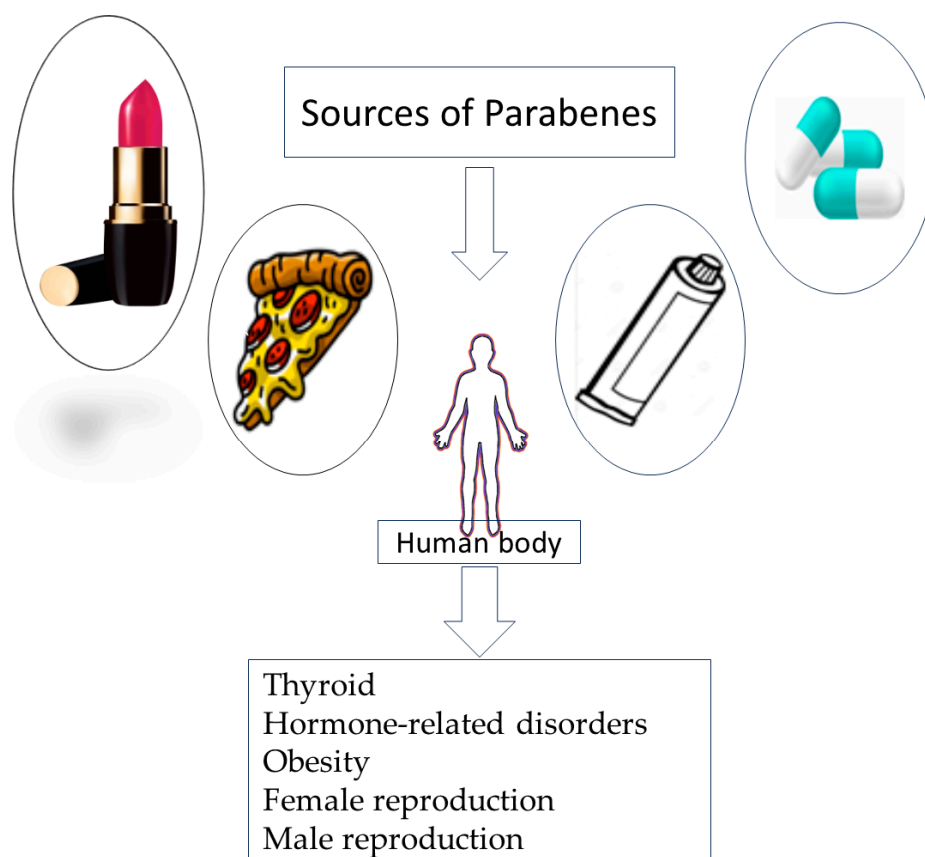 Sources of Parabenes
Human body
Thyroid
Hormone-related disorders
Obesity
Female reproduction
Male reproduction